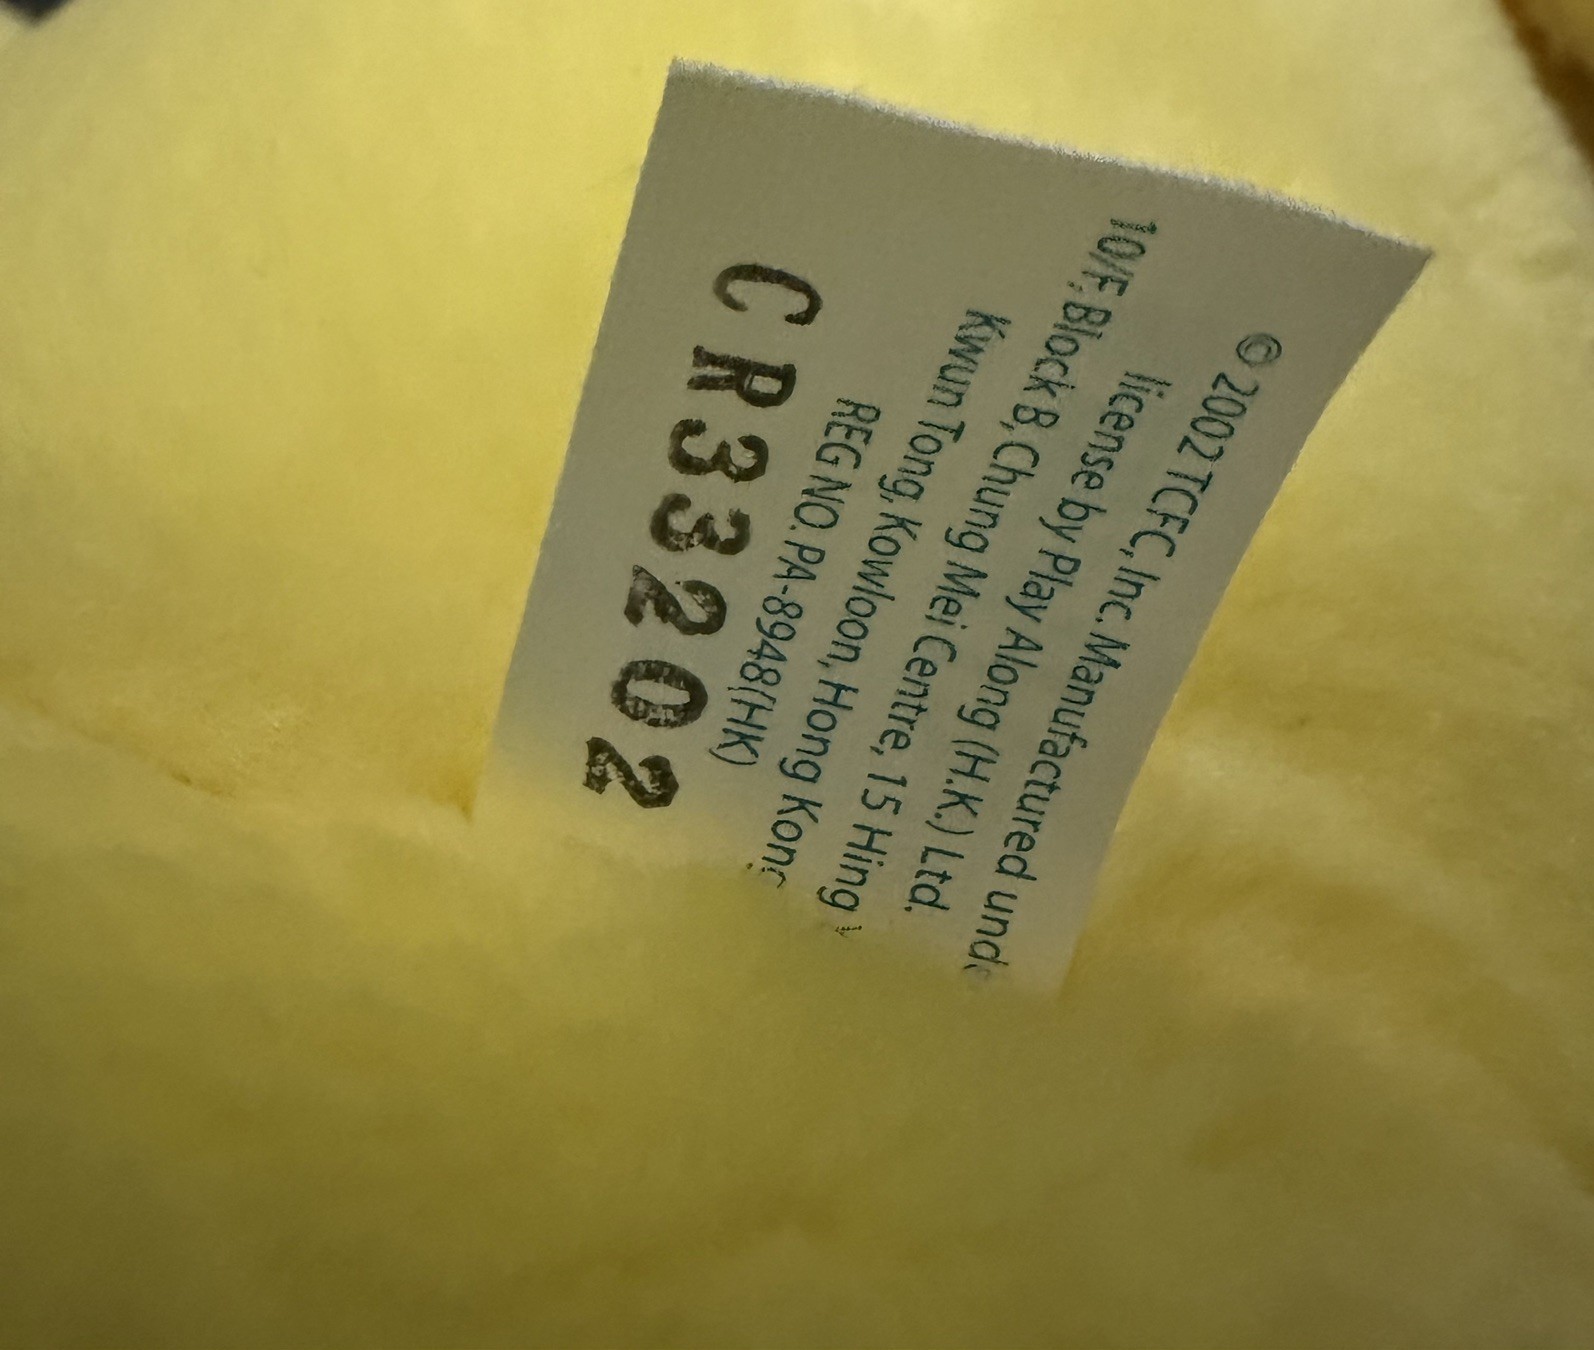 © 2002 TCFC, Inc. Manufactured
license by Play Along (H.K.) Ltd.
10/F, Block B, Chung Mei Centre, 15 Hing
Kwun Tong, Kowloon, Hong Kong
REG NO. PA-8948(HK)
CR33202